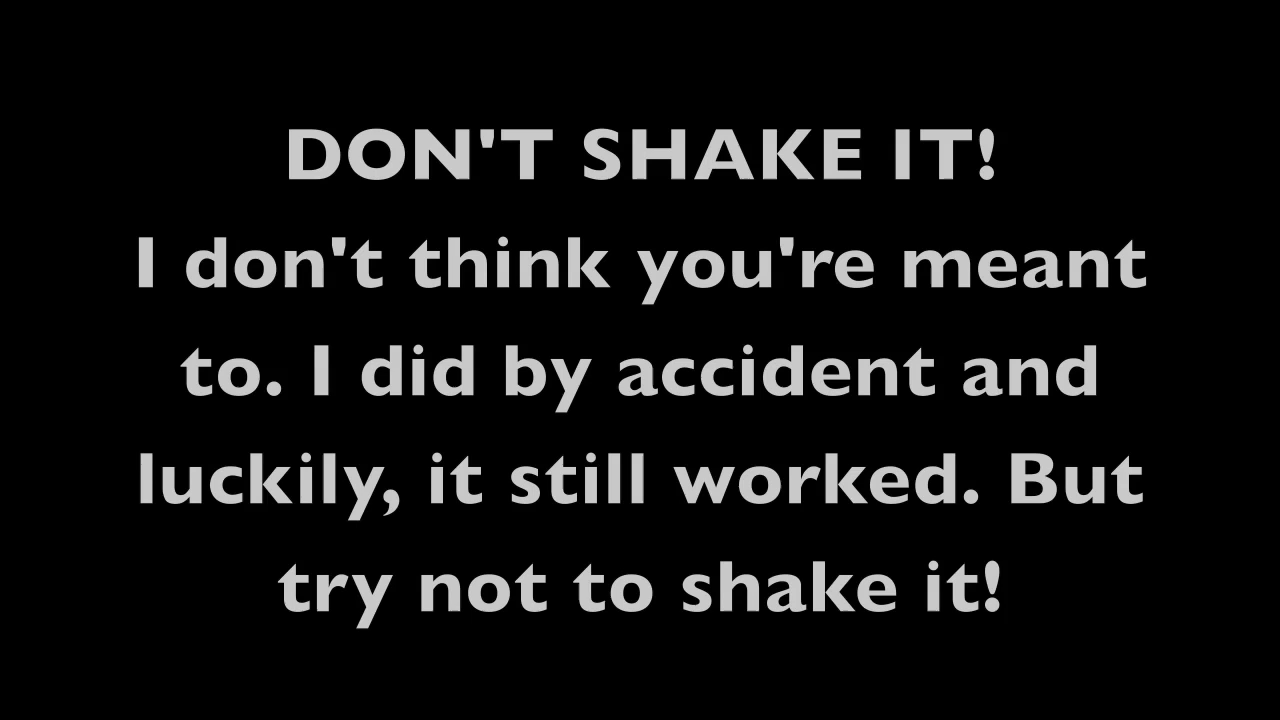 DON'T SHAKE IT!
I don't think you're meant
to. I did by accident and
luckily, it still worked. But
try not to shake it!